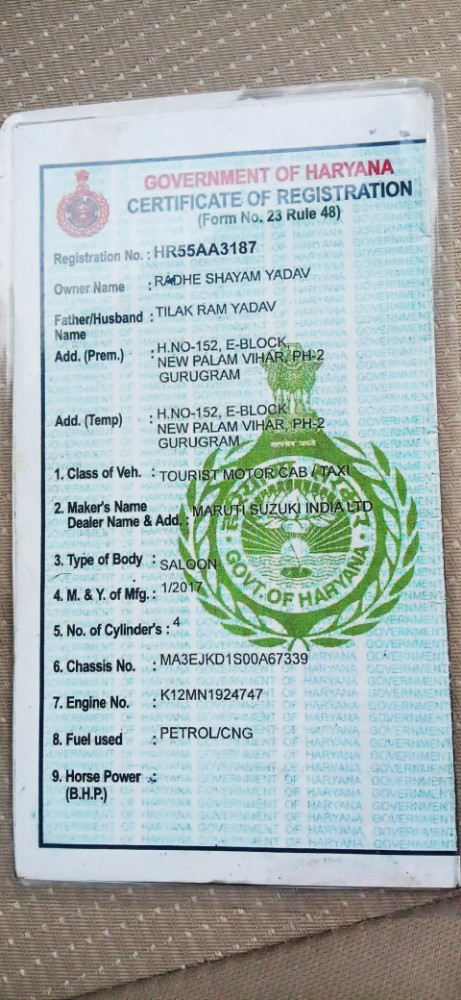 GOVERNMENT OF HARYANA
CERTIFICATE OF REGISTRATION
(Form No. 23 Rule 48)
Registration No. : HR55AA3187
Owner Name : RADHE SHAYAM YADAV
Father/Husband : TILAK RAM YADAV
Name
Add. (Prem.) : H.NO-152, E-BLOCK
NEW PALAM VIHAR, PH-2
GURUGRAM
Add. (Temp) : H.NO-152, E-BLOCK
NEW PALAM VIHAR, PH-2
GURUGRAM
सत्यमेव जयते
1. Class of Veh. : TOURIST MOTOR CAB / TAXI
2. Maker's Name MARUTI SUZUKI INDIA LTD
Dealer Name & Add. :
3. Type of Body : SALOON
4. M. & Y. of Mfg. : 1/2017
GOVT. OF HARYANA
5. No. of Cylinder's : 4
6. Chassis No. : MA3EJKD1S00A67339
7. Engine No. : K12MN1924747
8. Fuel used : PETROL/CNG
9. Horse Power :
(B.H.P.)